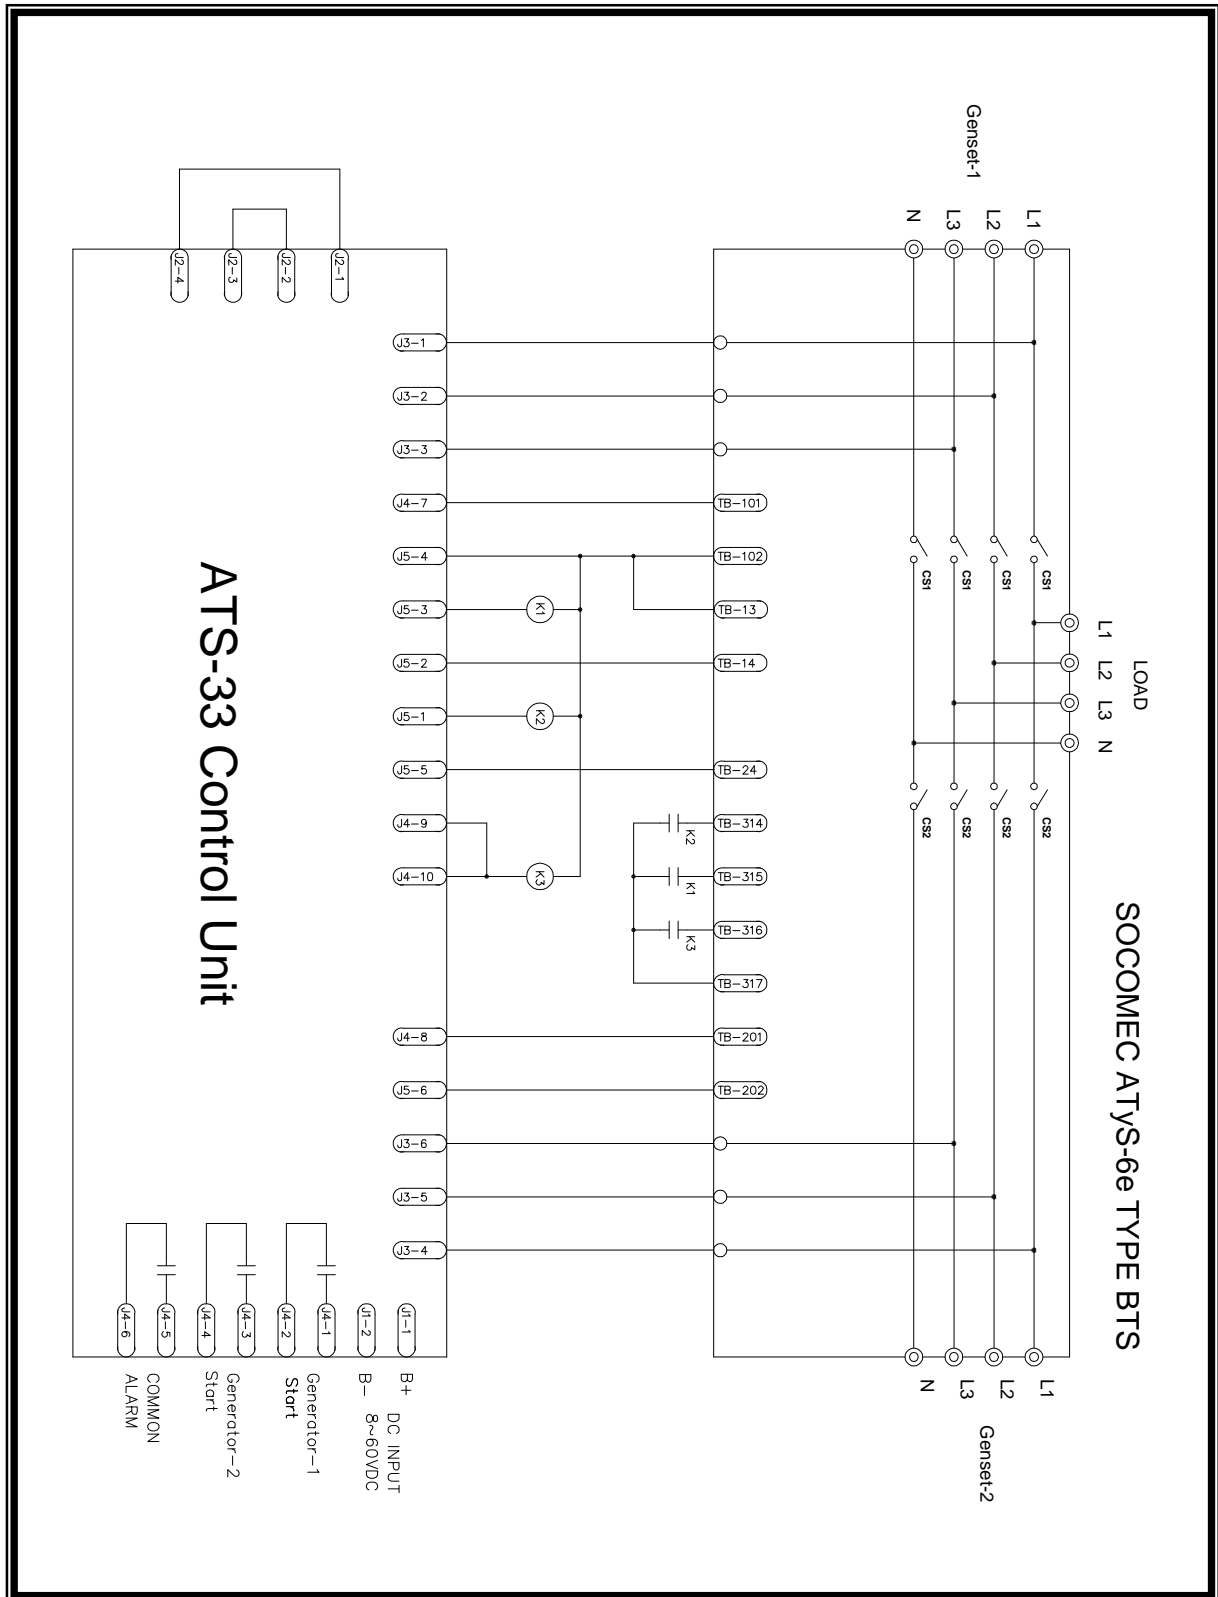 SOCOMEC ATyS-6e TYPE BTS
LOAD
L1 L2 L3 N
Genset-1
L1
L2
L3
N
CS1
CS1
CS1
CS1
CS2
CS2
CS2
CS2
L1
L2
L3
N
Genset-2
TB-101
TB-102
TB-13
TB-14
TB-24
TB-314
TB-315
TB-316
TB-317
TB-201
TB-202
K2
K1
K3
K1
K2
K3
J3-1
J3-2
J3-3
J4-7
J5-4
J5-3
J5-2
J5-1
J5-5
J4-9
J4-10
J4-8
J5-6
J3-6
J3-5
J3-4
J2-1
J2-2
J2-3
J2-4
ATS-33 Control Unit
J1-1
J1-2
J4-1
J4-2
J4-3
J4-4
J4-5
J4-6
B+ DC INPUT
B- 8~60VDC
Generator-1
Start
Generator-2
Start
COMMON
ALARM